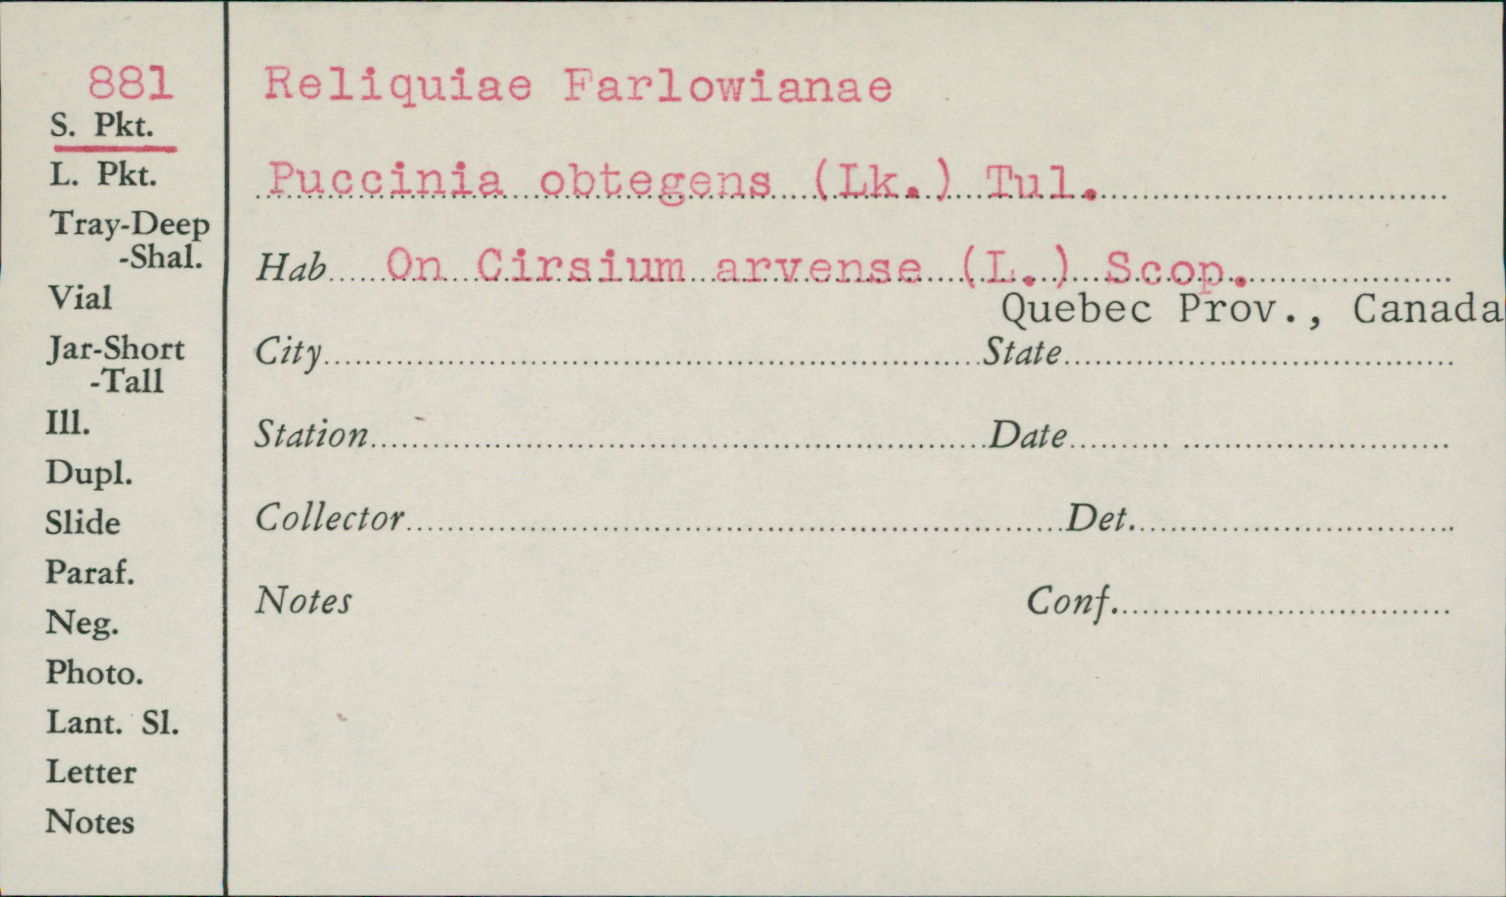 881
S. Pkt.
L. Pkt.
Tray-Deep
-Shal.
Vial
Jar-Short
-Tall
Ill.
Dupl.
Slide
Paraf.
Neg.
Photo.
Lant. Sl.
Letter
Notes
Reliquiae Farlowianae
Puccinia obtegens (Lk.) Tul.
Hab. On Cirsium arvense (L.) Scop.
Quebec Prov., Canada
City State
Station Date
Collector Det.
Notes Conf.